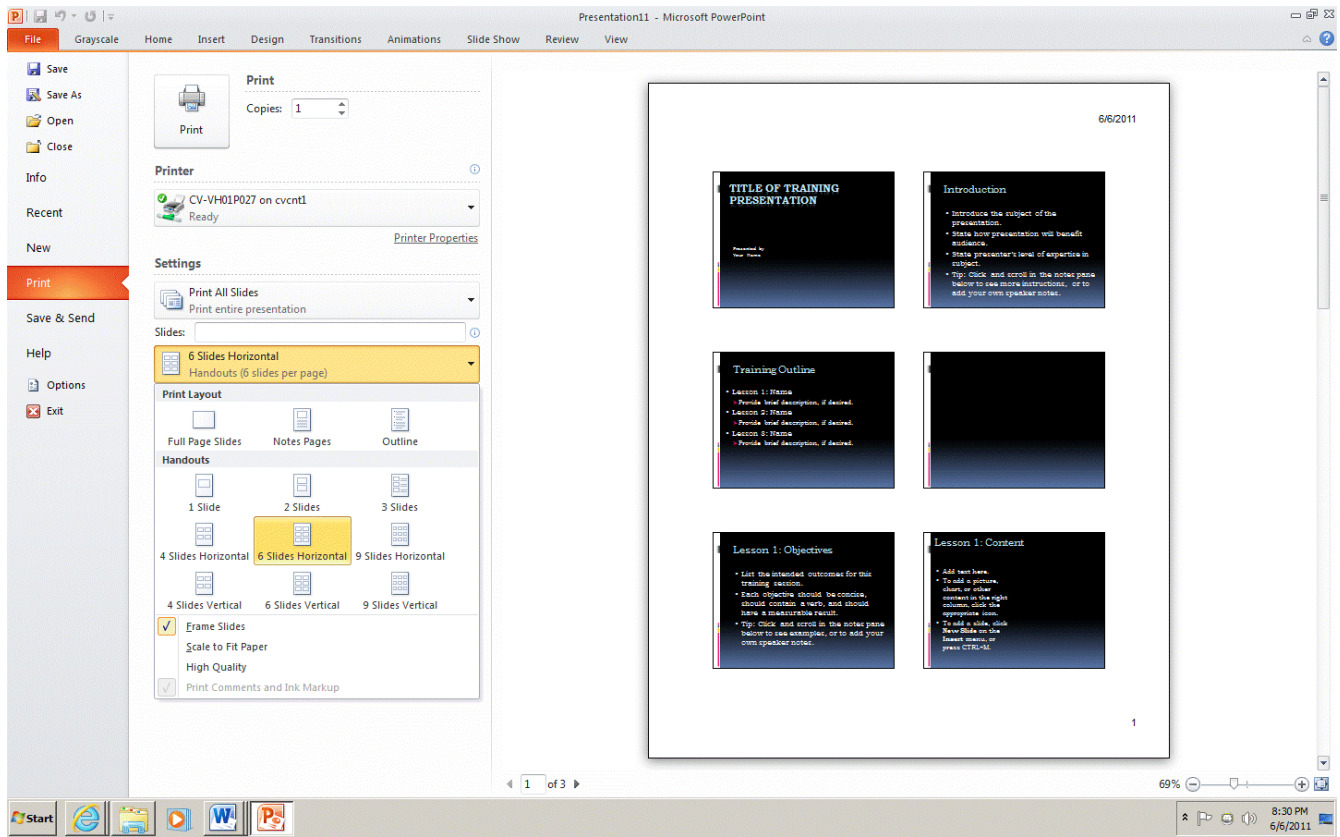 Presentation11 - Microsoft PowerPoint
File Grayscale Home Insert Design Transitions Animations Slide Show Review View
Save
Save As
Open
Close
Info
Recent
New
Print
Save & Send
Help
Options
Exit
Print
Print
Copies: 1
Printer
CV-VH01P027 on cvcnt1
Ready
Printer Properties
Settings
Print All Slides
Print entire presentation
Slides:
6 Slides Horizontal
Handouts (6 slides per page)
Print Layout
Full Page Slides Notes Pages Outline
Handouts
1 Slide 2 Slides 3 Slides
4 Slides Horizontal 6 Slides Horizontal 9 Slides Horizontal
4 Slides Vertical 6 Slides Vertical 9 Slides Vertical
Frame Slides
Scale to Fit Paper
High Quality
Print Comments and Ink Markup
6/6/2011
TITLE OF TRAINING
PRESENTATION
Presented by
Your Name
Introduction
• Introduce the subject of the
presentation.
• State how presentation will benefit
audience.
• State presenter's level of expertise in
subject.
• Tip: Click and scroll in the notes pane
below to see more instructions, or to
add your own speaker notes.
Training Outline
• Lesson 1: Name
Provide brief description, if desired.
• Lesson 2: Name
Provide brief description, if desired.
• Lesson 3: Name
Provide brief description, if desired.
Lesson 1: Objectives
• List the intended outcomes for this
training session.
• Each objective should be concise,
should contain a verb, and should
have a measurable result.
• Tip: Click and scroll in the notes pane
below to see examples, or to add your
own speaker notes.
Lesson 1: Content
• Add text here.
• To add a picture,
chart, or other
content in the right
column, click the
appropriate icon.
• To add a slide, click
New Slide on the
Insert menu, or
press CTRL+M.
1
1 of 3
69%
Start
8:30 PM
6/6/2011